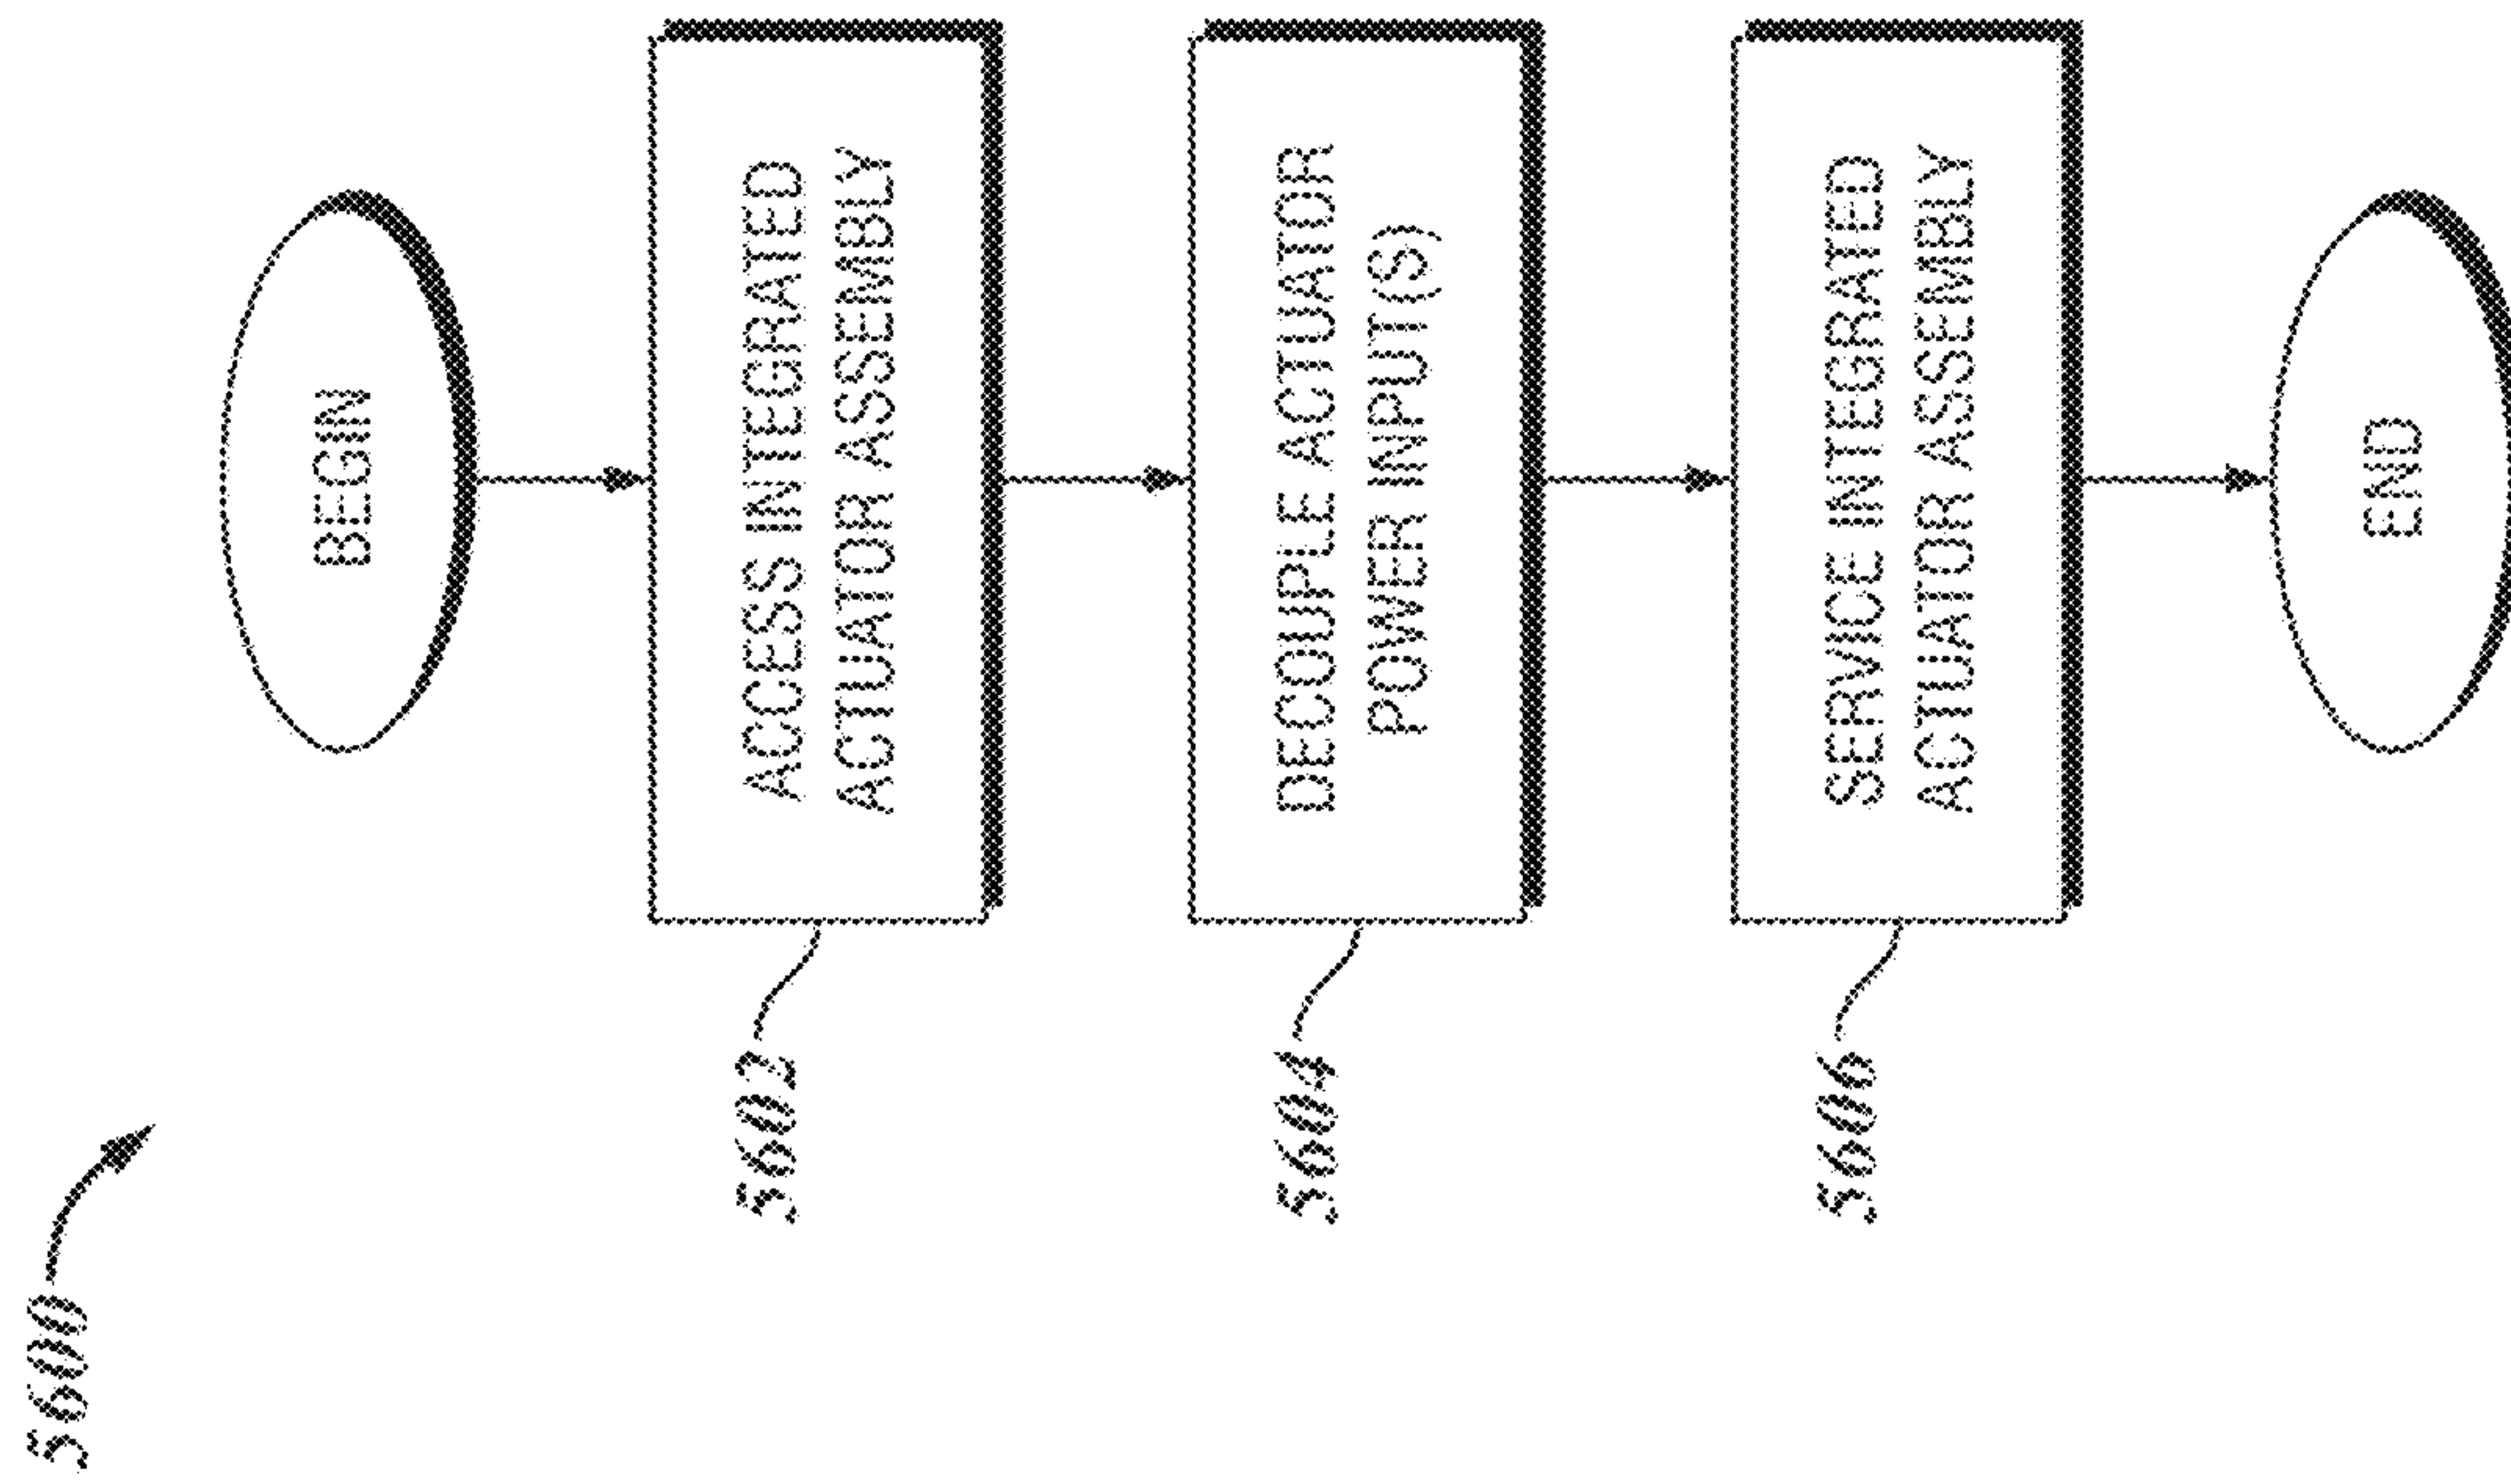 5600
BEGIN
5602
ACCESS INTEGRATED
ACTUATOR ASSEMBLY
5604
DECOUPLE ACTUATOR
POWER INPUT(S)
5606
SERVICE INTEGRATED
ACTUATOR ASSEMBLY
END